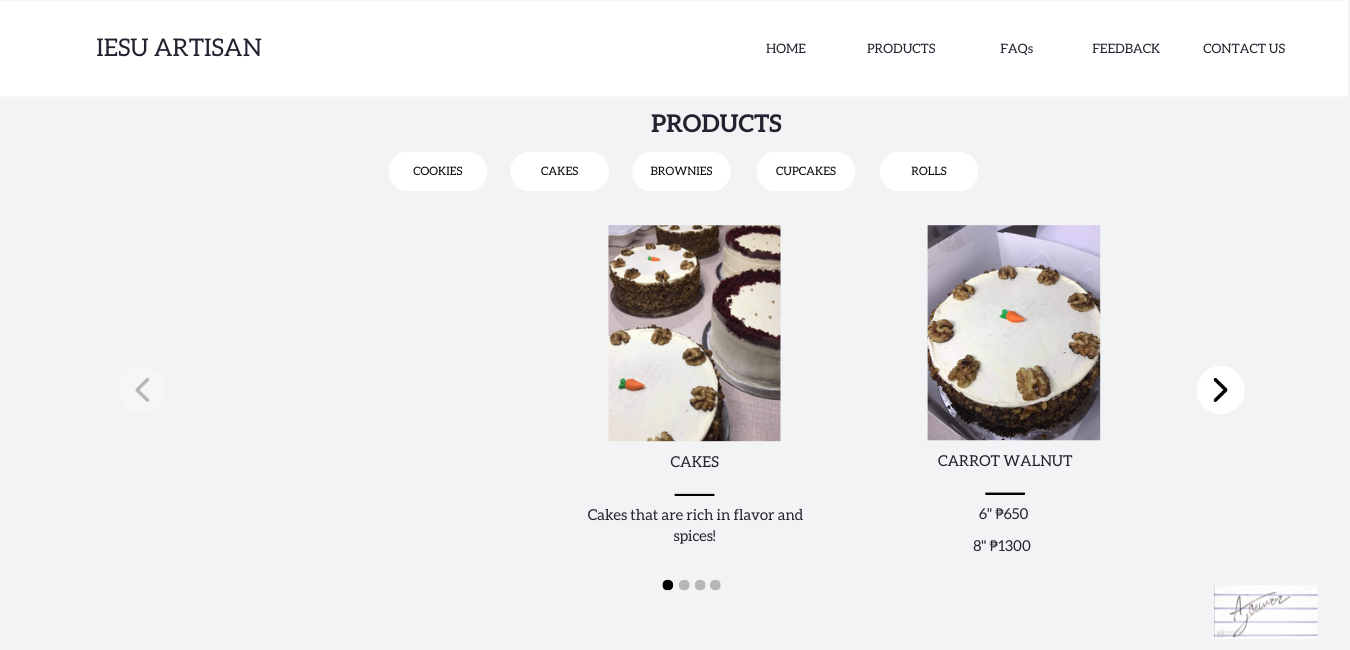 IESU ARTISAN
HOME
PRODUCTS
FAQs
FEEDBACK
CONTACT US
PRODUCTS
COOKIES
CAKES
BROWNIES
CUPCAKES
ROLLS
CAKES
Cakes that are rich in flavor and
spices!
CARROT WALNUT
6" ₱650
8" ₱1300